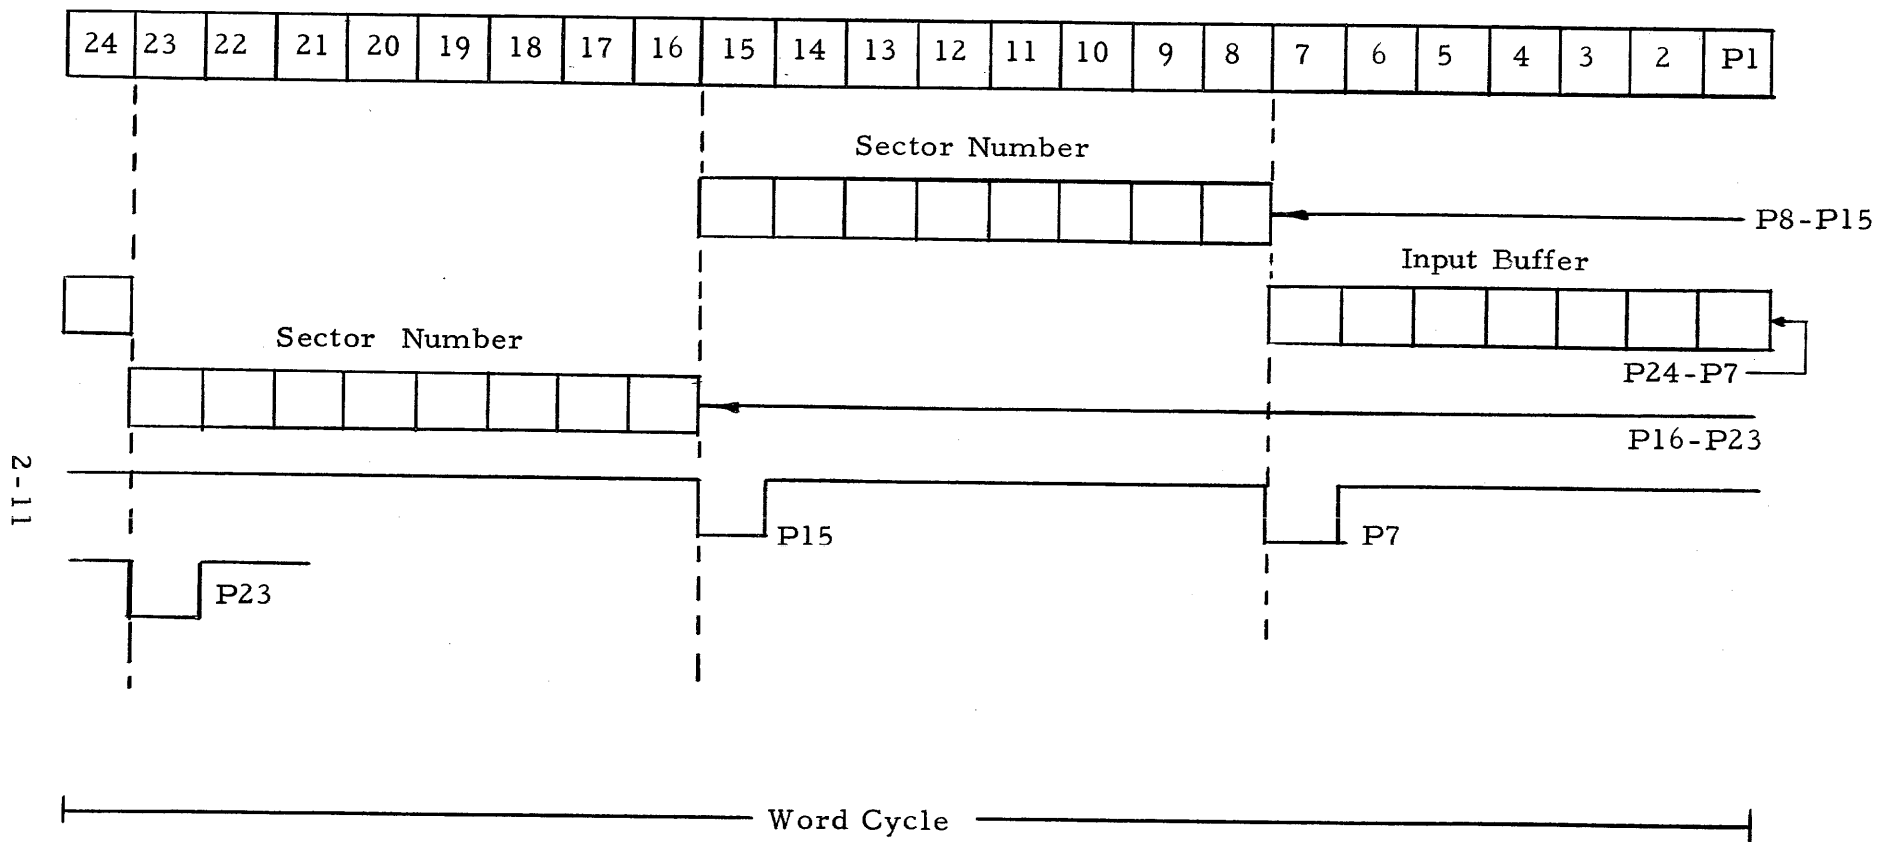 24 23 22 21 20 19 18 17 16 15 14 13 12 11 10 9 8 7 6 5 4 3 2 P1
Sector Number
P8-P15
Input Buffer
Sector Number
P24-P7
P16-P23
2-11
P15
P7
P23
Word Cycle